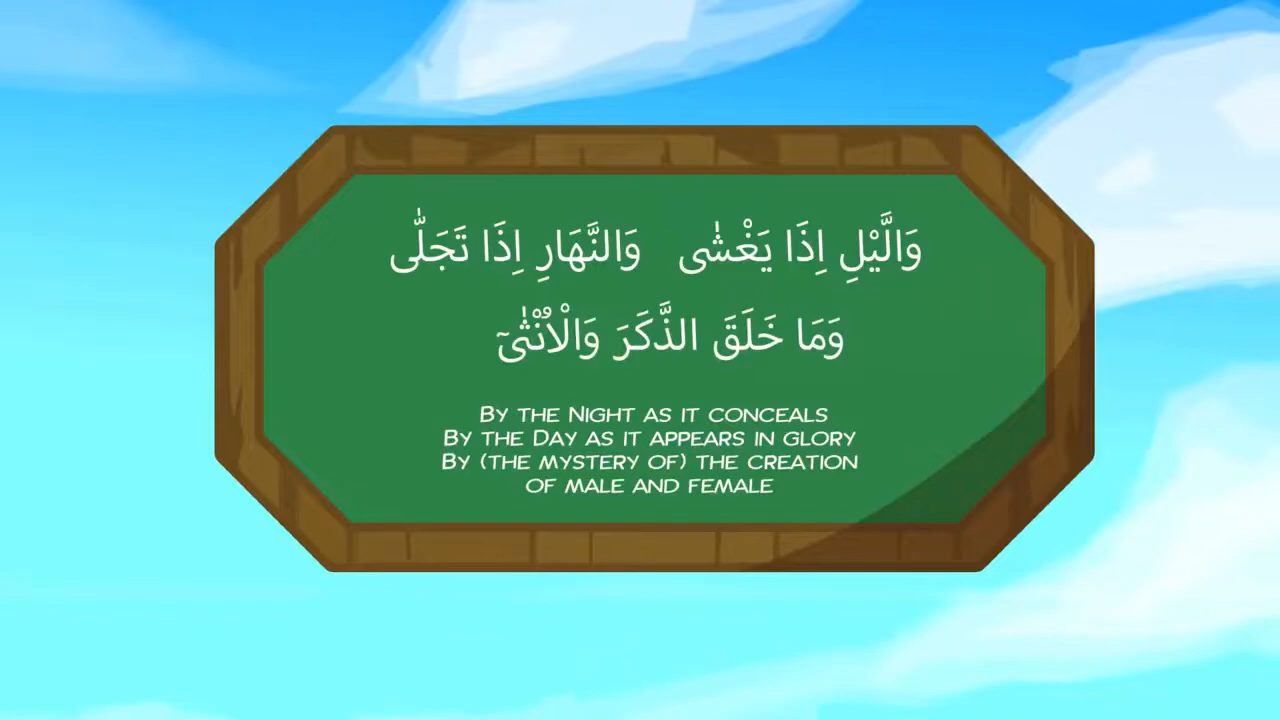 وَالَّيْلِ اِذَا يَغْشٰى وَالنَّهَارِ اِذَا تَجَلّٰى
وَمَا خَلَقَ الذَّكَرَ وَالْاُنْثٰىٓ
By the Night as it conceals
By the Day as it appears in glory
By (the mystery of) the creation
of male and female